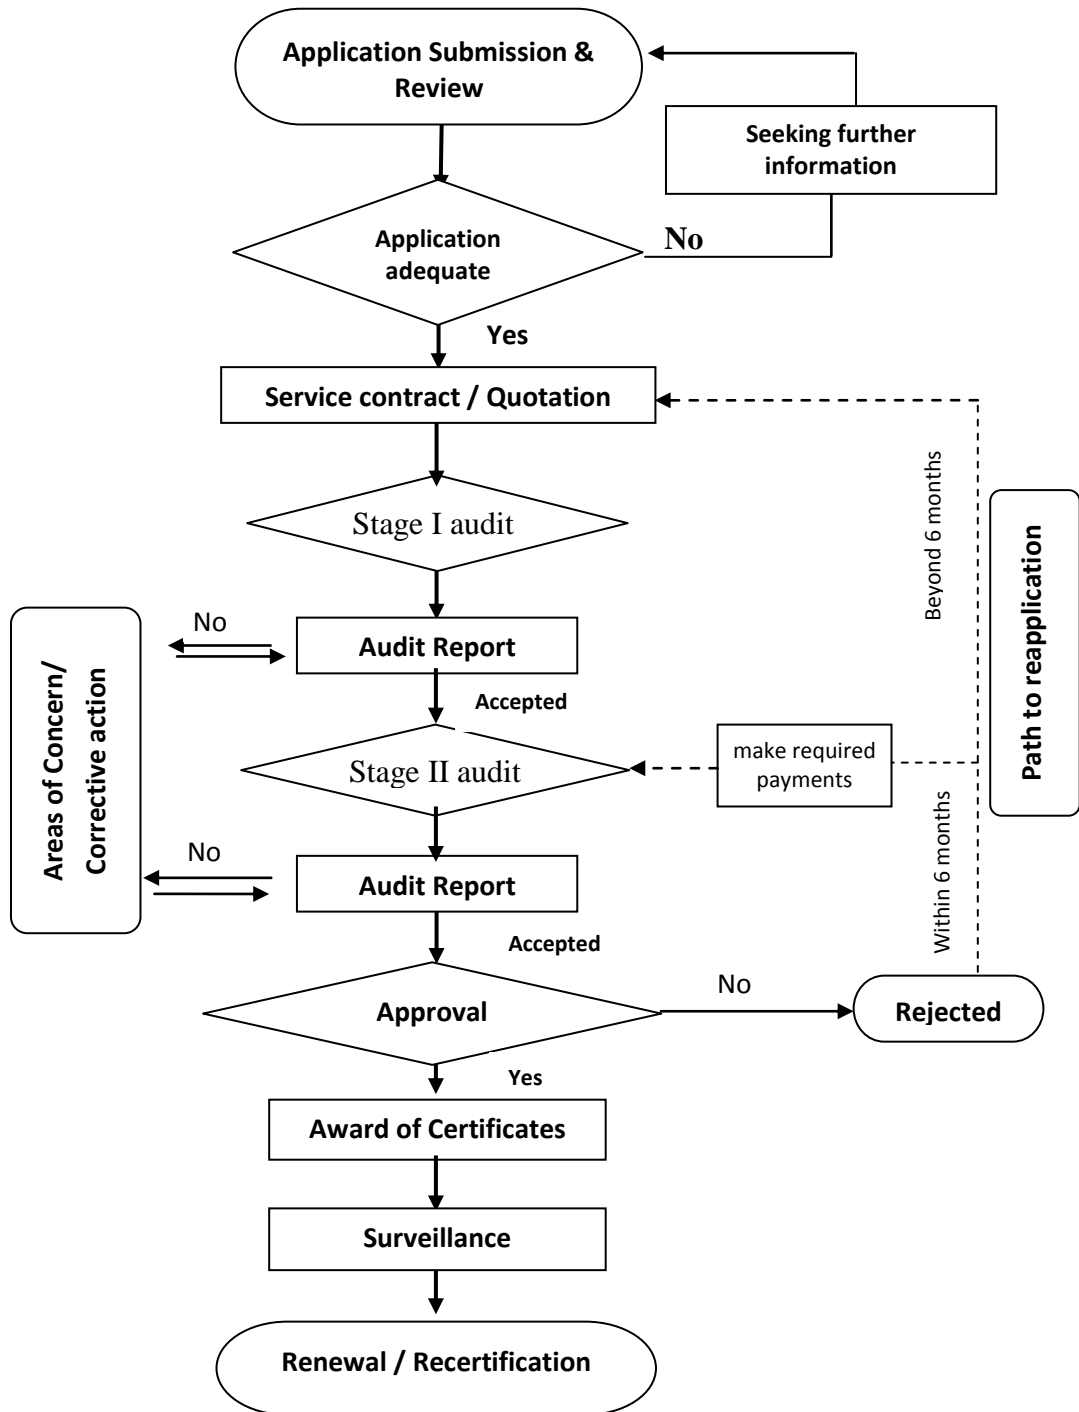 Application Submission &
Review
Seeking further
information
Application
adequate
No
Yes
Service contract / Quotation
Stage I audit
Beyond 6 months
Path to reapplication
No
Audit Report
Areas of Concern/
Corrective action
Accepted
Stage II audit
make required
payments
Within 6 months
No
Audit Report
Accepted
Approval
No
Rejected
Yes
Award of Certificates
Surveillance
Renewal / Recertification